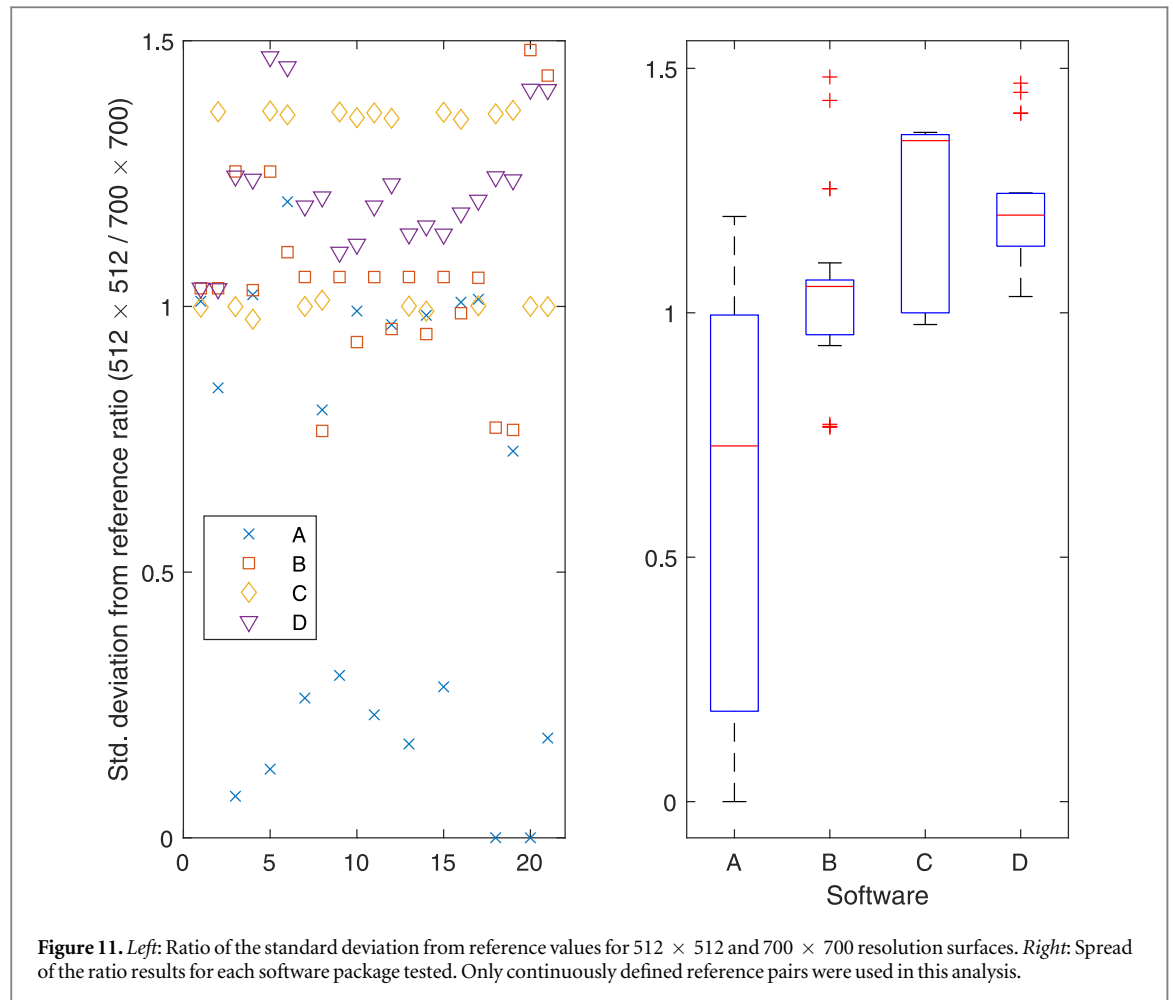 Std. deviation from reference ratio (512 × 512 / 700 × 700)
1.5
1
0.5
0
0
5
10
15
20
A
B
C
D
1.5
1
0.5
0
A
B
C
D
Software
Figure 11. Left: Ratio of the standard deviation from reference values for 512 × 512 and 700 × 700 resolution surfaces. Right: Spread
of the ratio results for each software package tested. Only continuously defined reference pairs were used in this analysis.